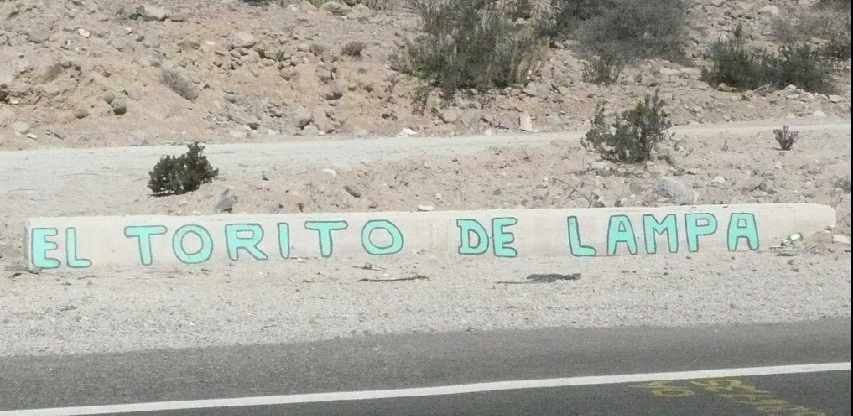 EL TORITO DE LAMPA